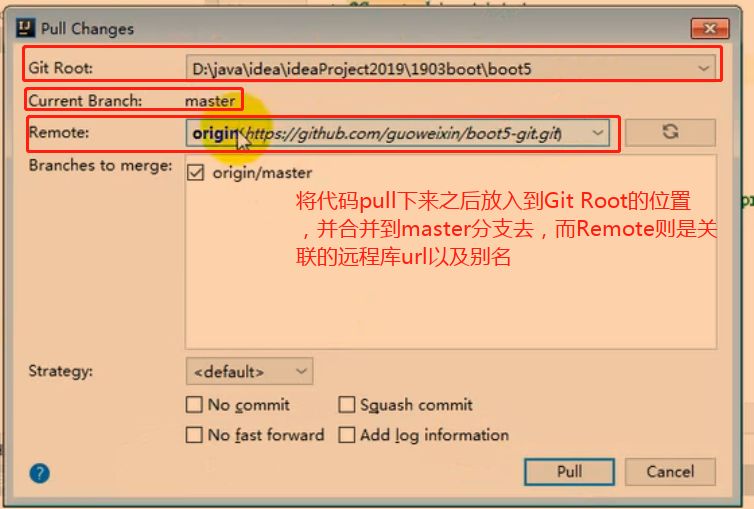 Pull Changes
Git Root: D:\java\idea\ideaProject2019\1903boot\boot5
Current Branch: master
Remote: origin(https://github.com/guoweixin/boot5-git.git)
Branches to merge: origin/master
将代码pull下来之后放入到Git Root的位置
，并合并到master分支去，而Remote则是关
联的远程库url以及别名
Strategy: <default>
No commit Squash commit
No fast forward Add log information
? Pull Cancel